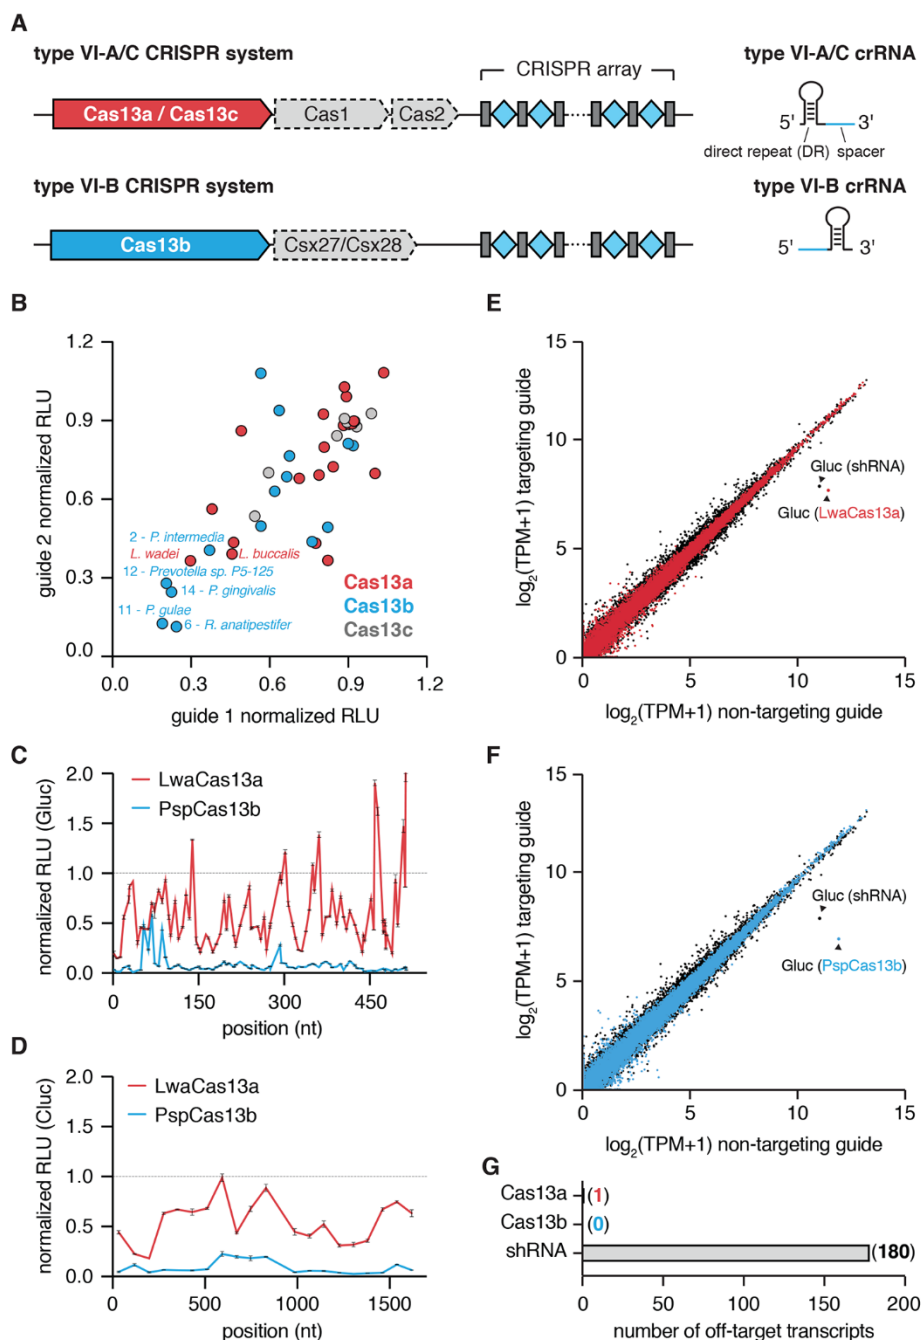 A
type VI-A/C CRISPR system
type VI-A/C crRNA
CRISPR array
Cas13a / Cas13c
Cas1
Cas2
5'
3'
direct repeat (DR)
spacer
type VI-B CRISPR system
type VI-B crRNA
Cas13b
Csx27/Csx28
5'
3'
B
1.2
0.9
0.6
0.3
0.0
guide 2 normalized RLU
2 - P. intermedia
L. wadei
L. buccalis
12 - Prevotella sp. P5-125
14 - P. gingivalis
11 - P. gulae
6 - R. anatipestifer
Cas13a
Cas13b
Cas13c
0.0 0.3 0.6 0.9 1.2
guide 1 normalized RLU
E
15
10
5
0
log2(TPM+1) targeting guide
Gluc (shRNA)
Gluc (LwaCas13a)
0 5 10 15
log2(TPM+1) non-targeting guide
C
2.0
1.5
1.0
0.5
0.0
normalized RLU (Gluc)
LwaCas13a
PspCas13b
0 150 300 450
position (nt)
F
15
10
5
0
log2(TPM+1) targeting guide
Gluc (shRNA)
Gluc (PspCas13b)
0 5 10 15
log2(TPM+1) non-targeting guide
D
2.0
1.5
1.0
0.5
0.0
normalized RLU (Cluc)
LwaCas13a
PspCas13b
0 500 1000 1500
position (nt)
G
Cas13a
(1)
Cas13b
(0)
shRNA
(180)
0 50 100 150 200
number of off-target transcripts